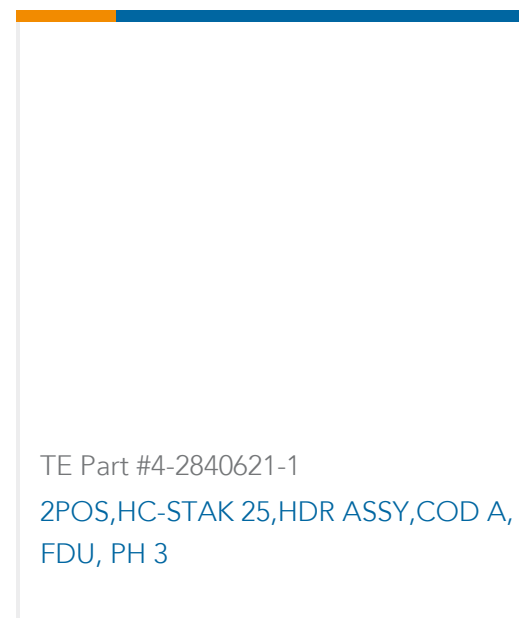 TE Part #4-2840621-1
2POS,HC-STAK 25,HDR ASSY,COD A,
FDU, PH 3